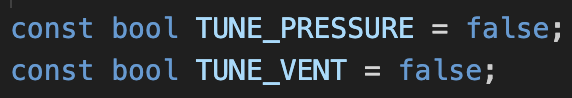 const bool TUNE_PRESSURE = false;
const bool TUNE_VENT = false;